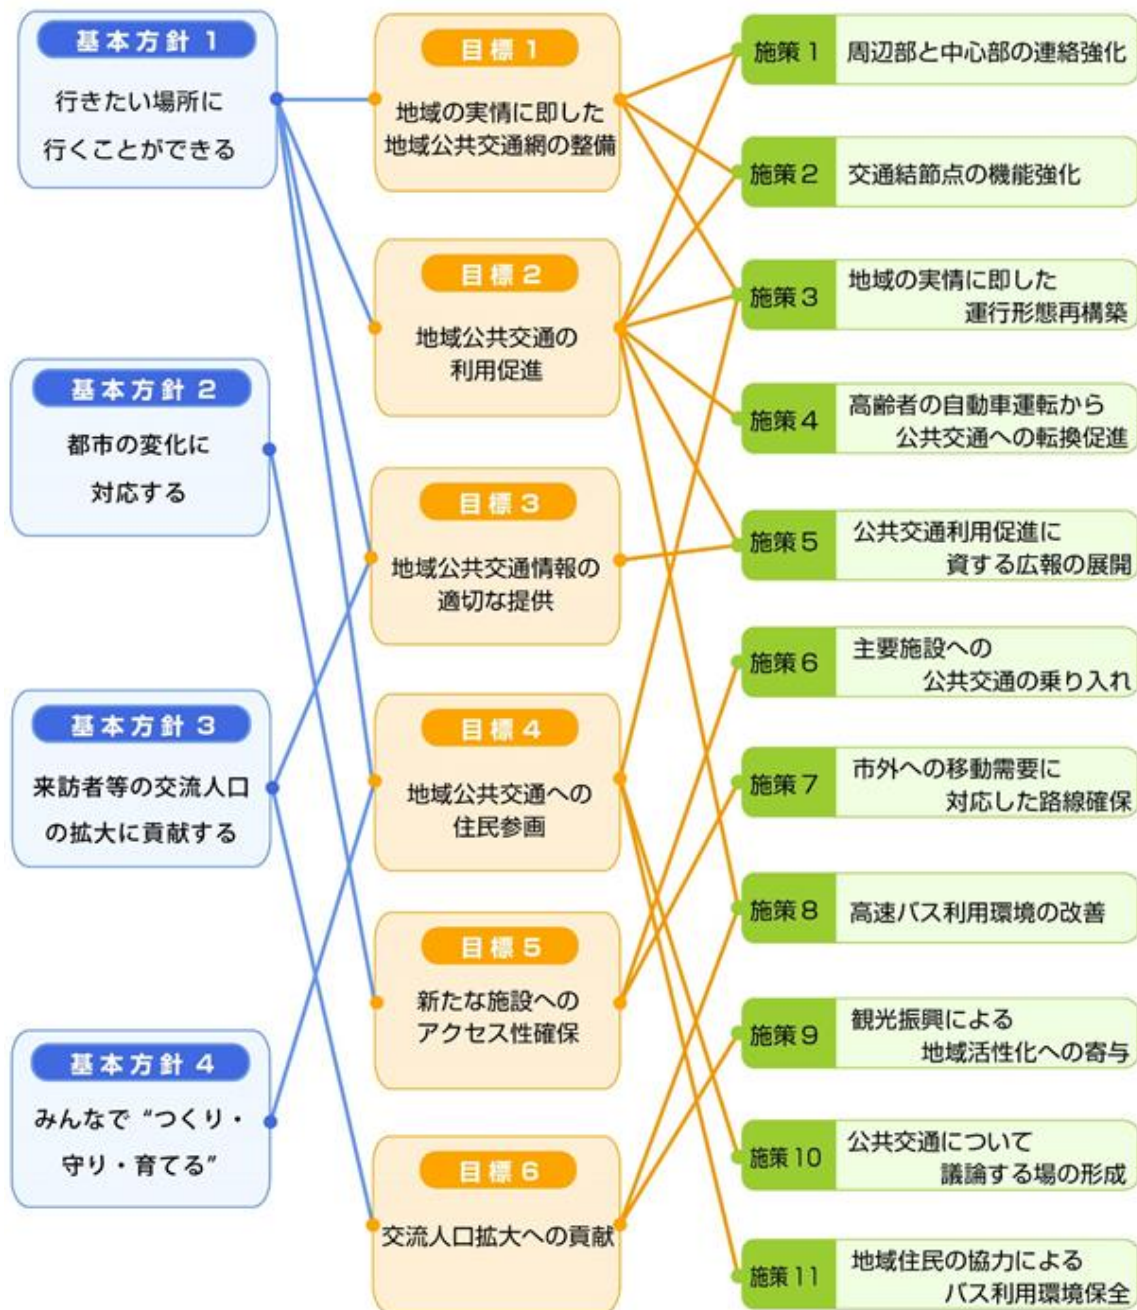 基本方針 1
行きたい場所に
行くことができる
基本方針 2
都市の変化に
対応する
基本方針 3
来訪者等の交流人口
の拡大に貢献する
基本方針 4
みんなで“つくり・
守り・育てる”
目標 1
地域の実情に即した
地域公共交通網の整備
目標 2
地域公共交通の
利用促進
目標 3
地域公共交通情報の
適切な提供
目標 4
地域公共交通への
住民参画
目標 5
新たな施設への
アクセス性確保
目標 6
交流人口拡大への貢献
施策 1
周辺部と中心部の連絡強化
施策 2
交通結節点の機能強化
施策 3
地域の実情に即した
運行形態再構築
施策 4
高齢者の自動車運転から
公共交通への転換促進
施策 5
公共交通利用促進に
資する広報の展開
施策 6
主要施設への
公共交通の乗り入れ
施策 7
市外への移動需要に
対応した路線確保
施策 8
高速バス利用環境の改善
施策 9
観光振興による
地域活性化への寄与
施策 10
公共交通について
議論する場の形成
施策 11
地域住民の協力による
バス利用環境保全